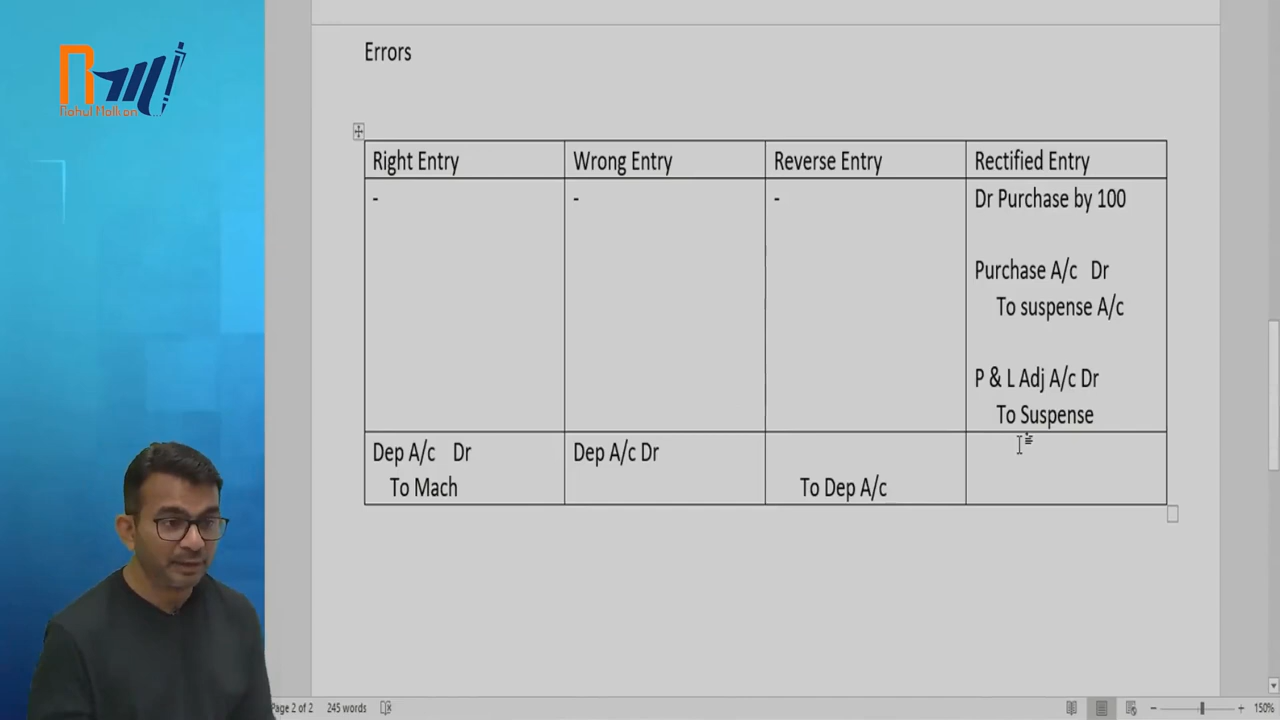 Rahul Malkan
Errors
Right Entry
Wrong Entry
Reverse Entry
Rectified Entry
-
-
-
Dr Purchase by 100
Purchase A/c Dr
To suspense A/c
P & L Adj A/c Dr
To Suspense
Dep A/c Dr
To Mach
Dep A/c Dr
To Dep A/c
Page 2 of 2
245 words
150%